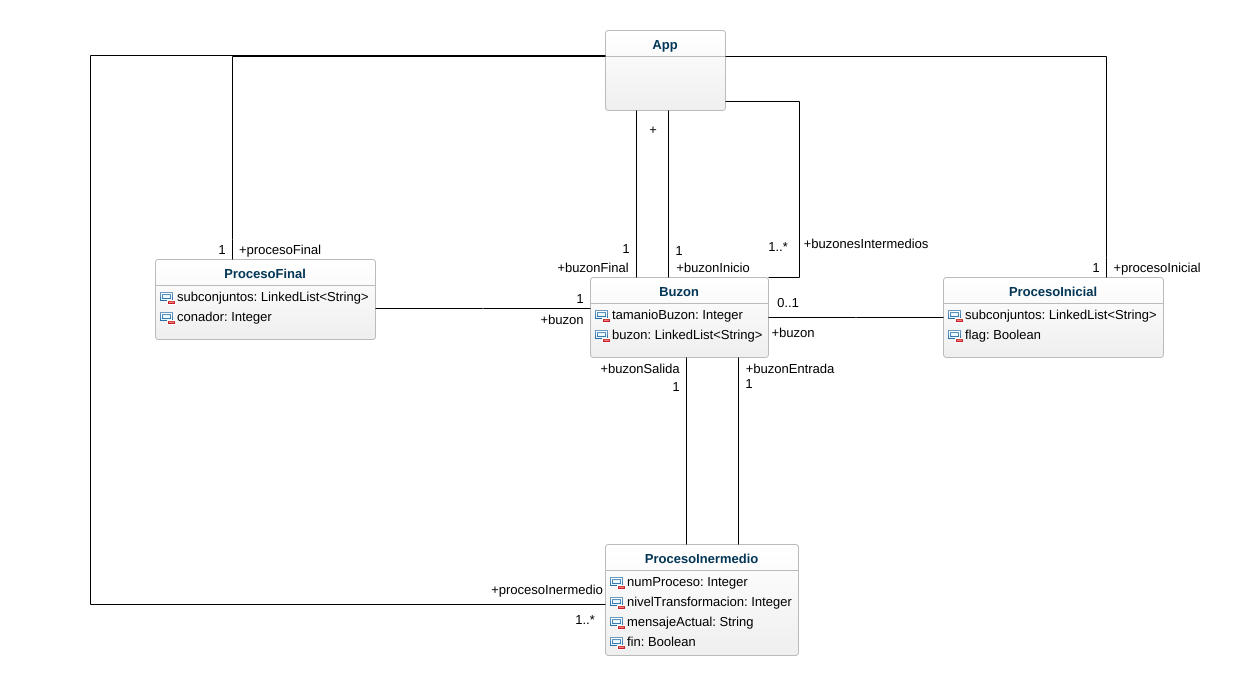 App
+
1 +procesoFinal
1
+buzonFinal
1
+buzonInicio
1..* +buzonesIntermedios
1 +procesoInicial
ProcesoFinal
subconjuntos: LinkedList<String>
conador: Integer
1
+buzon
Buzon
tamanioBuzon: Integer
buzon: LinkedList<String>
0..1
+buzon
ProcesoInicial
subconjuntos: LinkedList<String>
flag: Boolean
+buzonSalida
1
+buzonEntrada
1
+procesoInermedio
1..*
ProcesoInermedio
numProceso: Integer
nivelTransformacion: Integer
mensajeActual: String
fin: Boolean